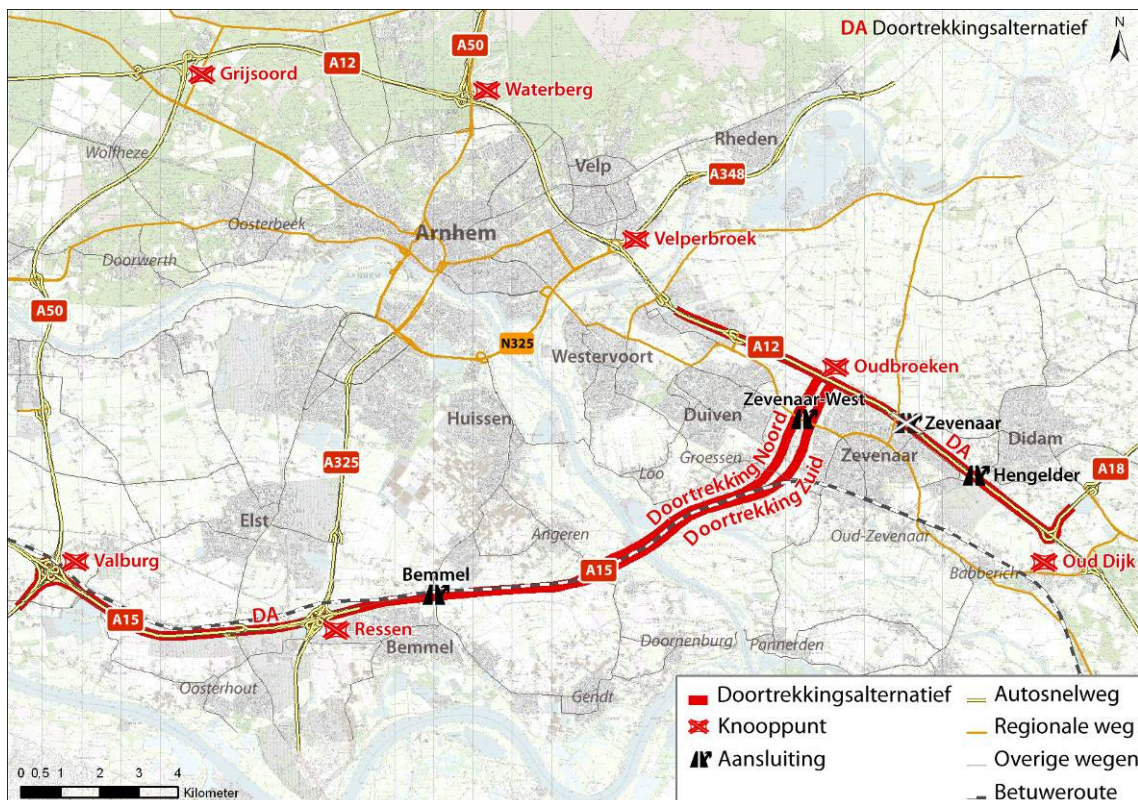 DA Doortrekkingsalternatief
N
A50
A12
Grijsoord
Waterberg
Wolfheze
Rheden
Velp
A348
Oosterbeek
Arnhem
Velperbroek
Doorwerth
ARNHEM
A50
N325
Westervoort
A12
Oudbroeken
Huissen
Duiven
Zevenaar-West
Zevenaar
Didam
Groessen
Zevenaar
DA
Hengelder
A18
A325
Loo
Doortrekking Noord
Doortrekking Zuid
Elst
Angeren
Oud-Zevenaar
Valburg
Bemmel
A15
Babberich
Oud Dijk
A15
DA
Ressen
Bemmel
Doornenburg
Pannerden
Oosterhout
Gendt
Doortrekkingsalternatief
Knooppunt
Aansluiting
Autosnelweg
Regionale weg
Overige wegen
Betuweroute
0 0.5 1 2 3 4
Kilometer